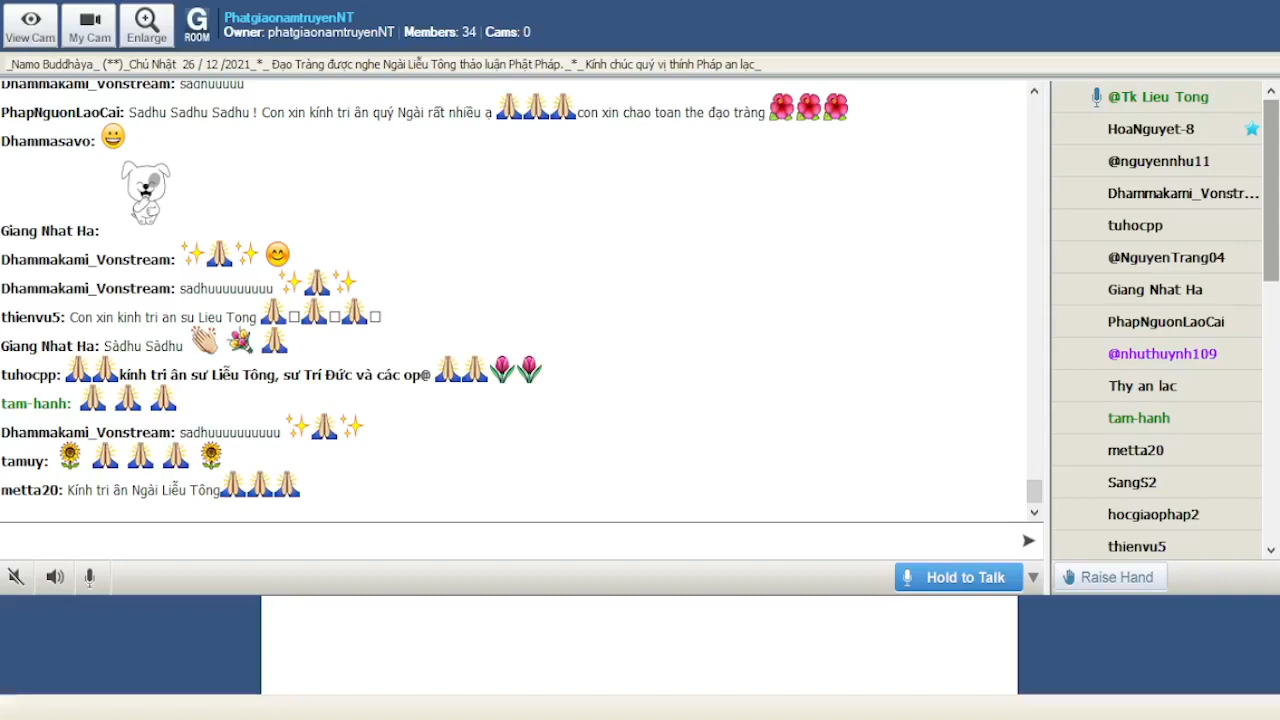 View Cam
My Cam
Enlarge
G
ROOM
PhatgiaonamtruyenNT
Owner: phatgiaonamtruyenNT | Members: 34 | Cams: 0
_Namo Buddhàya_ (**)_Chủ Nhật 26 / 12 /2021_*_ Đạo Tràng được nghe Ngài Liễu Tông thảo luận Phật Pháp._*_Kính chúc quý vị thính Pháp an lạc_
Dhammakami_Vonstream: sadhuuuuu
PhapNguonLaoCai: Sadhu Sadhu Sadhu ! Con xin kính tri ân quý Ngài rất nhiều ạ 🙏🙏🙏con xin chao toan the đạo tràng 🌺🌺🌺
Dhammasavo: 😀
Giang Nhat Ha:
Dhammakami_Vonstream: ✨🙏✨ 😊
Dhammakami_Vonstream: sadhuuuuuuuuu ✨🙏✨
thienvu5: Con xin kinh tri an su Lieu Tong 🙏□🙏□🙏□
Giang Nhat Ha: Sàdhu Sàdhu 👏 💐 🙏
tuhocpp: 🙏🙏kính tri ân sư Liễu Tông, sư Trí Đức và các op@ 🙏🙏🌷🌷
tam-hanh: 🙏 🙏 🙏
Dhammakami_Vonstream: sadhuuuuuuuuuu ✨🙏✨
tamuy: 🌻 🙏 🙏 🙏 🌻
metta20: Kính tri ân Ngài Liễu Tông🙏🙏🙏
Hold to Talk
@Tk Lieu Tong
HoaNguyet-8
@nguyennhu11
Dhammakami_Vonstr...
tuhocpp
@NguyenTrang04
Giang Nhat Ha
PhapNguonLaoCai
@nhuthuynh109
Thy an lac
tam-hanh
metta20
SangS2
hocgiaophap2
thienvu5
Raise Hand